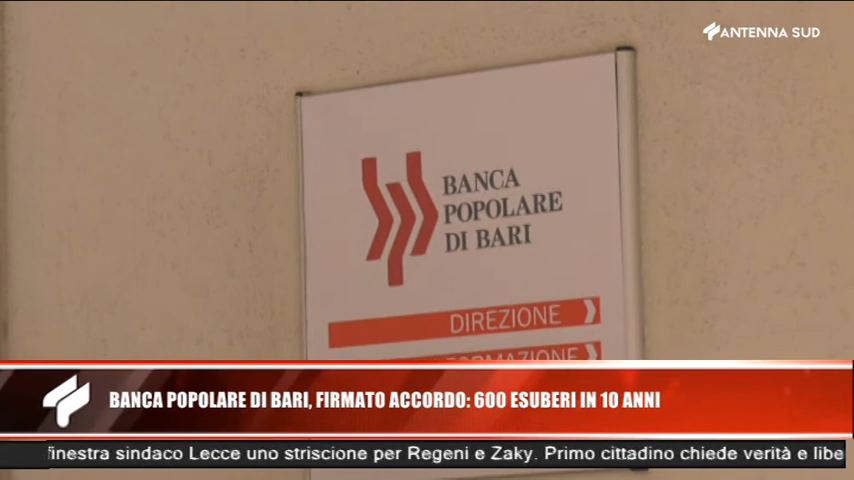 ANTENNA SUD
BANCA
POPOLARE
DI BARI
DIREZIONE
BANCA POPOLARE DI BARI, FIRMATO ACCORDO: 600 ESUBERI IN 10 ANNI
finestra sindaco Lecce uno striscione per Regeni e Zaky. Primo cittadino chiede verità e libe